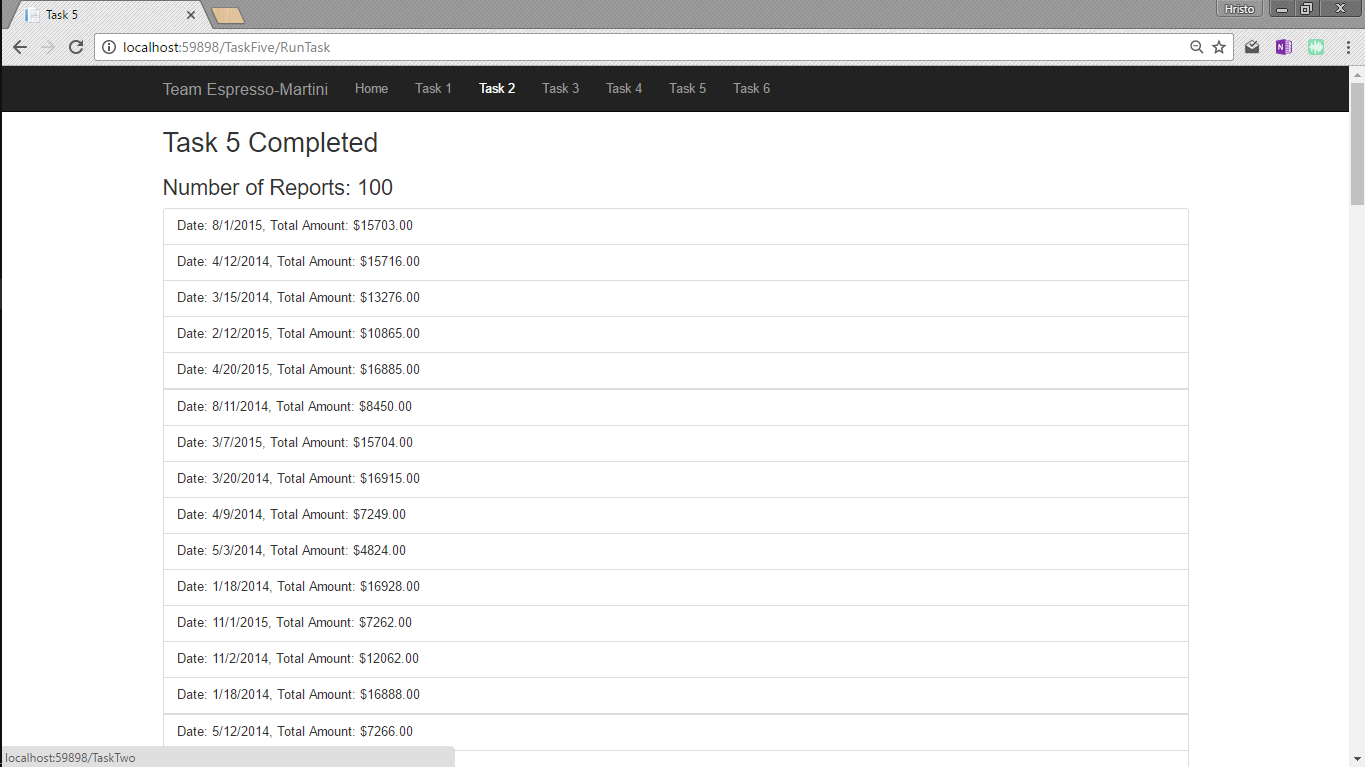 Task 5
Hristo
localhost:59898/TaskFive/RunTask
Team Espresso-Martini Home Task 1 Task 2 Task 3 Task 4 Task 5 Task 6
Task 5 Completed
Number of Reports: 100
Date: 8/1/2015, Total Amount: $15703.00
Date: 4/12/2014, Total Amount: $15716.00
Date: 3/15/2014, Total Amount: $13276.00
Date: 2/12/2015, Total Amount: $10865.00
Date: 4/20/2015, Total Amount: $16885.00
Date: 8/11/2014, Total Amount: $8450.00
Date: 3/7/2015, Total Amount: $15704.00
Date: 3/20/2014, Total Amount: $16915.00
Date: 4/9/2014, Total Amount: $7249.00
Date: 5/3/2014, Total Amount: $4824.00
Date: 1/18/2014, Total Amount: $16928.00
Date: 11/1/2015, Total Amount: $7262.00
Date: 11/2/2014, Total Amount: $12062.00
Date: 1/18/2014, Total Amount: $16888.00
Date: 5/12/2014, Total Amount: $7266.00
localhost:59898/TaskTwo